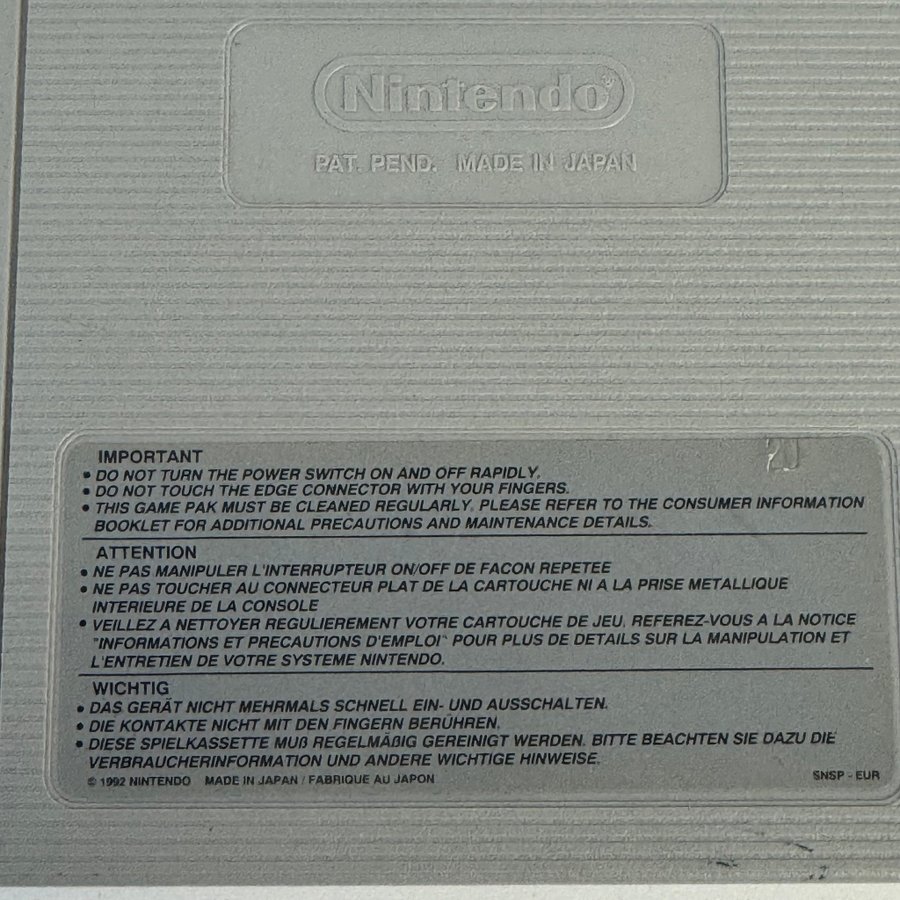 Nintendo®
PAT. PEND. MADE IN JAPAN
20
IMPORTANT
• DO NOT TURN THE POWER SWITCH ON AND OFF RAPIDLY.
• DO NOT TOUCH THE EDGE CONNECTOR WITH YOUR FINGERS.
• THIS GAME PAK MUST BE CLEANED REGULARLY. PLEASE REFER TO THE CONSUMER INFORMATION
BOOKLET FOR ADDITIONAL PRECAUTIONS AND MAINTENANCE DETAILS.
ATTENTION
• NE PAS MANIPULER L'INTERRUPTEUR ON/OFF DE FACON REPETEE
• NE PAS TOUCHER AU CONNECTEUR PLAT DE LA CARTOUCHE NI A LA PRISE METALLIQUE
INTERIEURE DE LA CONSOLE
• VEILLEZ A NETTOYER REGULIEREMENT VOTRE CARTOUCHE DE JEU. REFEREZ-VOUS A LA NOTICE
"INFORMATIONS ET PRECAUTIONS D'EMPLOI" POUR PLUS DE DETAILS SUR LA MANIPULATION ET
L'ENTRETIEN DE VOTRE SYSTEME NINTENDO.
WICHTIG
• DAS GERÄT NICHT MEHRMALS SCHNELL EIN- UND AUSSCHALTEN.
• DIE KONTAKTE NICHT MIT DEN FINGERN BERÜHREN.
• DIESE SPIELKASSETTE MUß REGELMÄßIG GEREINIGT WERDEN. BITTE BEACHTEN SIE DAZU DIE
VERBRAUCHERINFORMATION UND ANDERE WICHTIGE HINWEISE.
© 1992 NINTENDO MADE IN JAPAN / FABRIQUE AU JAPON SNSP - EUR